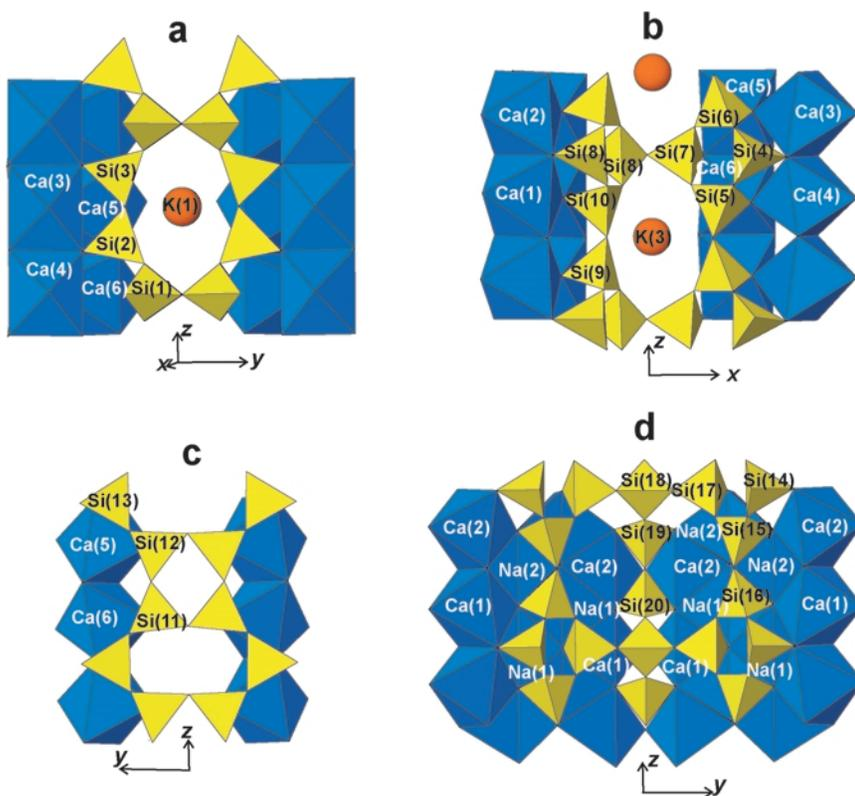 a
Si(3)
Ca(3)
Ca(5)
K(1)
Si(2)
Ca(4)
Ca(6)
Si(1)
z
x
y
b
Ca(5)
Ca(2)
Si(6)
Ca(3)
Si(8)
Si(8)
Si(7)
Ca(6)
Si(4)
Ca(1)
Si(10)
Si(5)
Ca(4)
K(3)
Si(9)
z
x
c
Si(13)
Ca(5)
Si(12)
Ca(6)
Si(11)
y
z
z
d
Si(18)
Si(17)
Si(14)
Ca(2)
Si(19)
Na(2)
Si(15)
Ca(2)
Na(2)
Ca(2)
Ca(2)
Na(2)
Ca(1)
Na(1)
Si(20)
Na(1)
Si(16)
Ca(1)
Na(1)
Ca(1)
Ca(1)
Na(1)
z
y